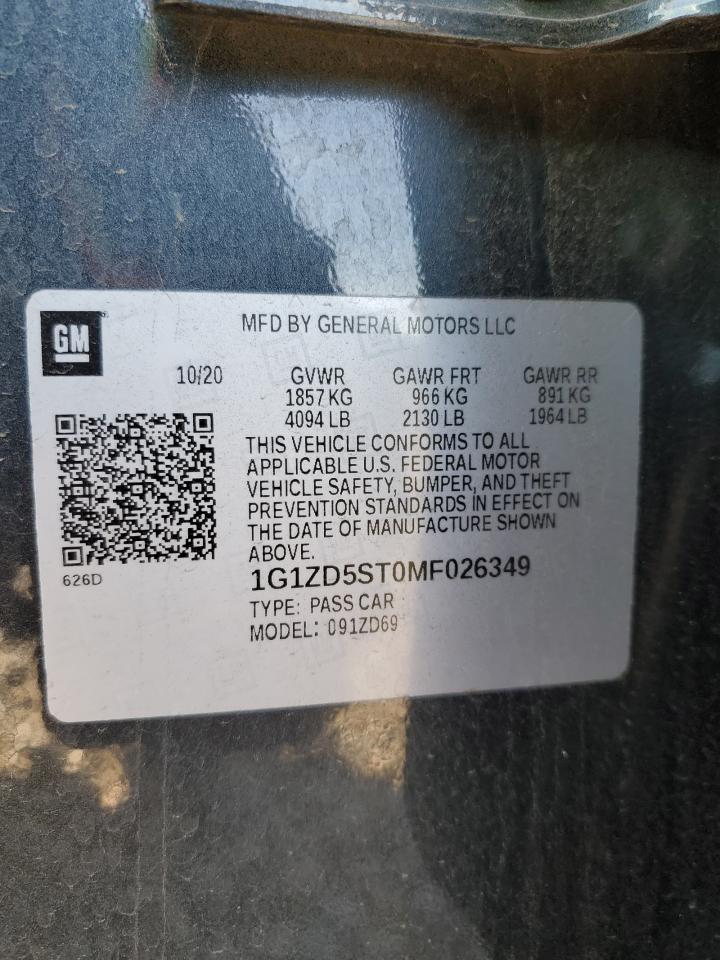 GM
MFD BY GENERAL MOTORS LLC
10/20 GVWR GAWR FRT GAWR RR
1857 KG 966 KG 891 KG
4094 LB 2130 LB 1964 LB
THIS VEHICLE CONFORMS TO ALL
APPLICABLE U.S. FEDERAL MOTOR
VEHICLE SAFETY, BUMPER, AND THEFT
PREVENTION STANDARDS IN EFFECT ON
THE DATE OF MANUFACTURE SHOWN
ABOVE.
626D
1G1ZD5ST0MF026349
TYPE: PASS CAR
MODEL: 091ZD69